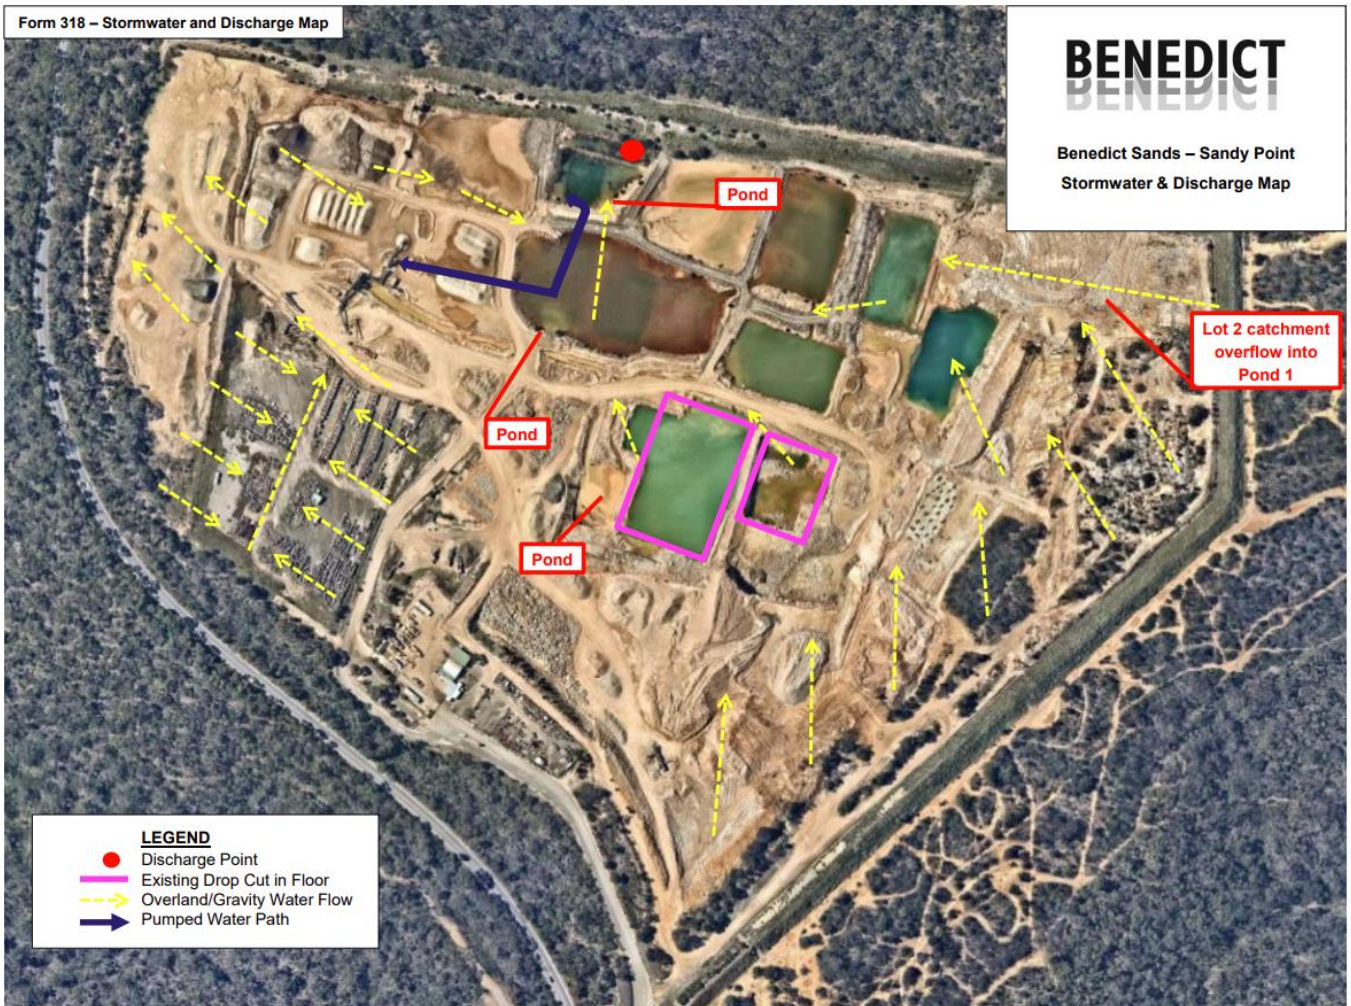 Form 318 – Stormwater and Discharge Map
BENEDICT
Benedict Sands – Sandy Point
Stormwater & Discharge Map
Pond
Lot 2 catchment
overflow into
Pond 1
Pond
Pond
LEGEND
Discharge Point
Existing Drop Cut in Floor
Overland/Gravity Water Flow
Pumped Water Path